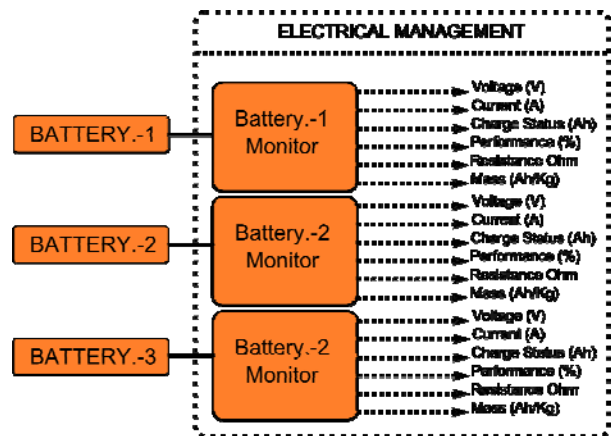 ELECTRICAL MANAGEMENT
BATTERY.-1
Battery.-1
Monitor
Voltage (V)
Current (A)
Charge Status (Ah)
Performance (%)
Resistance Ohm
Mass (Ah/Kg)
BATTERY.-2
Battery.-2
Monitor
Voltage (V)
Current (A)
Charge Status (Ah)
Performance (%)
Resistance Ohm
Mass (Ah/Kg)
BATTERY.-3
Battery.-2
Monitor
Voltage (V)
Current (A)
Charge Status (Ah)
Performance (%)
Resistance Ohm
Mass (Ah/Kg)